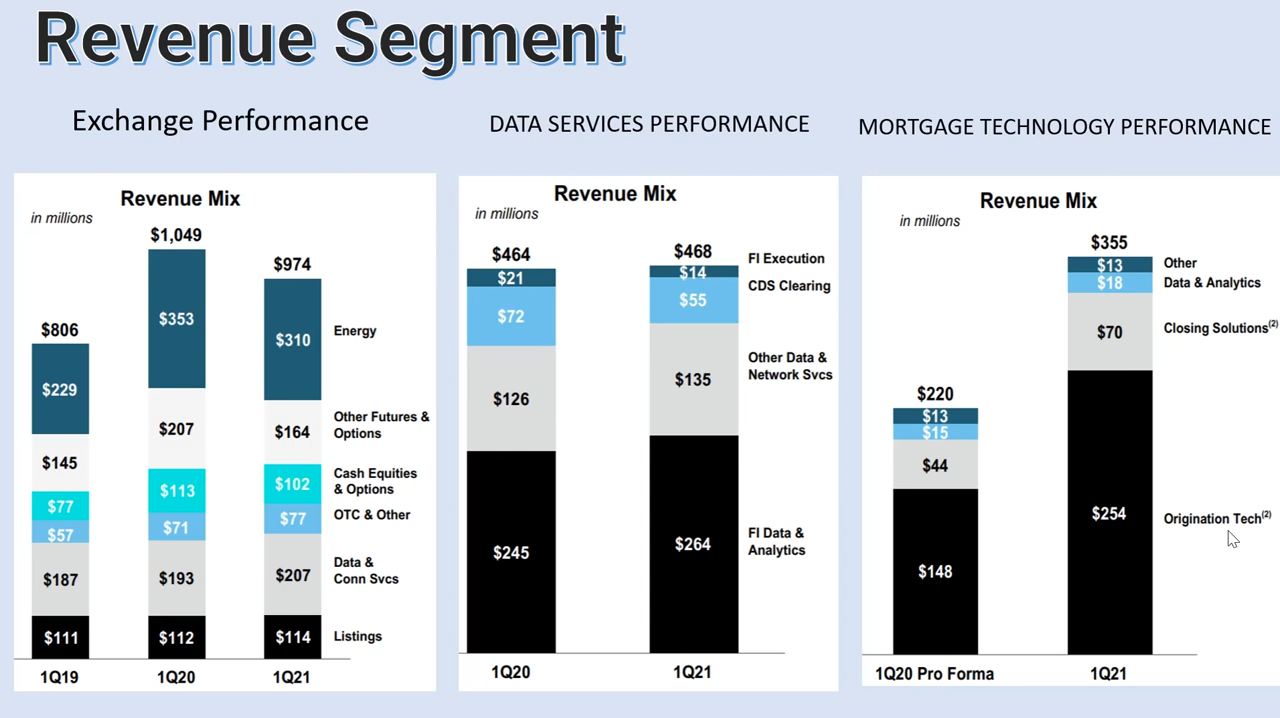 Revenue Segment
Exchange Performance
Revenue Mix
in millions
$806
$229
$145
$77
$57
$187
$111
1Q19
$1,049
$353
$207
$113
$71
$193
$112
1Q20
$974
$310
$164
$102
$77
$207
$114
1Q21
Energy
Other Futures &
Options
Cash Equities
& Options
OTC & Other
Data &
Conn Svcs
Listings
DATA SERVICES PERFORMANCE
Revenue Mix
in millions
$464
$21
$72
$126
$245
1Q20
$468
$14
$55
$135
$264
1Q21
FI Execution
CDS Clearing
Other Data &
Network Svcs
FI Data &
Analytics
MORTGAGE TECHNOLOGY PERFORMANCE
Revenue Mix
in millions
$220
$13
$15
$44
$148
1Q20 Pro Forma
$355
$13
$18
$70
$254
1Q21
Other
Data & Analytics
Closing Solutions(2)
Origination Tech(2)